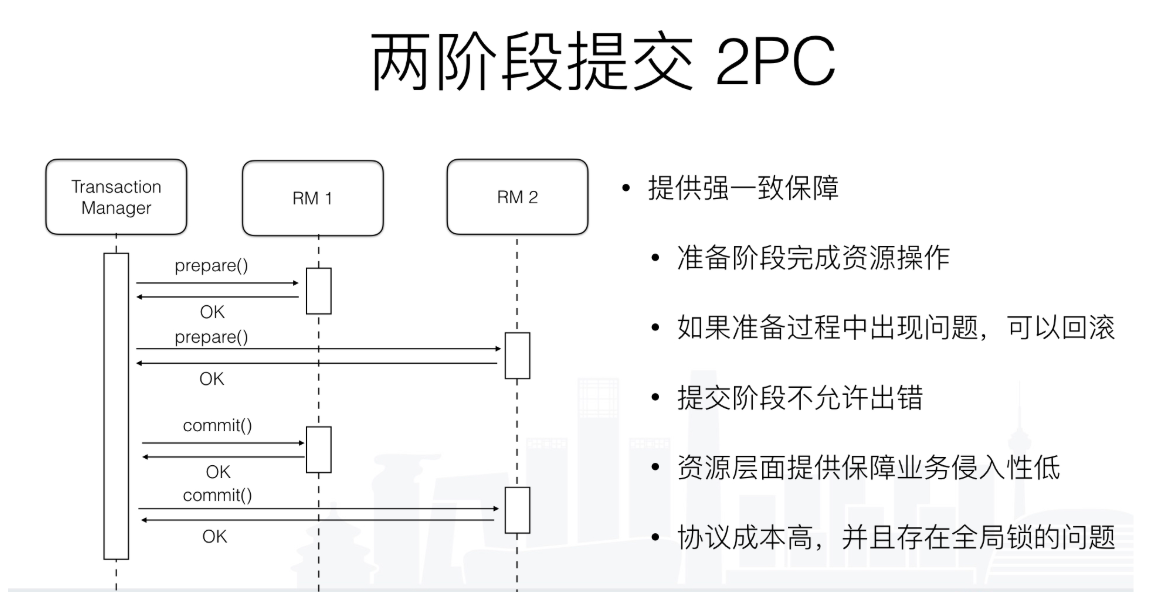 两阶段提交 2PC
Transaction
Manager
RM 1
RM 2
prepare()
OK
prepare()
OK
commit()
OK
commit()
OK
• 提供强一致保障
• 准备阶段完成资源操作
• 如果准备过程中出现问题，可以回滚
• 提交阶段不允许出错
• 资源层面提供保障业务侵入性低
• 协议成本高，并且存在全局锁的问题